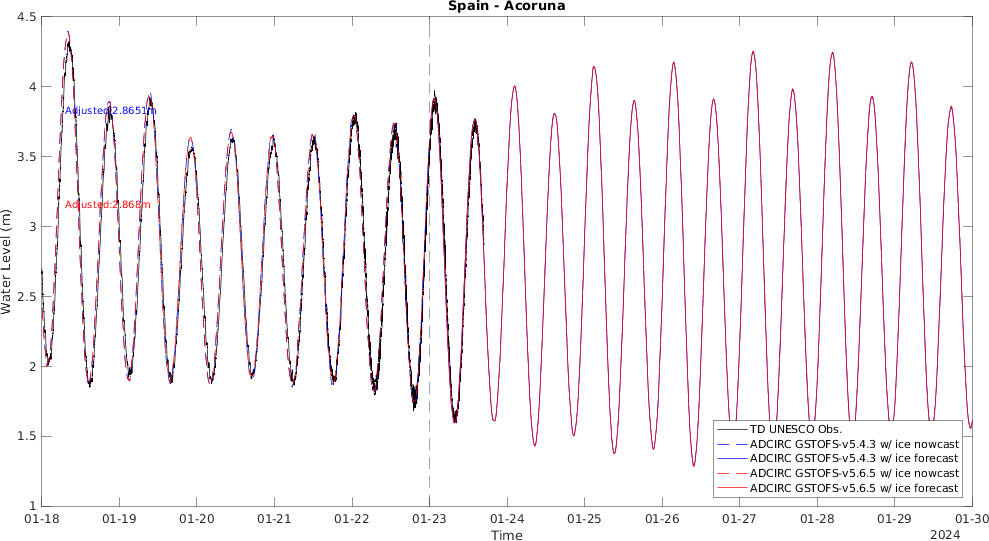 Spain - Acoruna
4.5
4
3.5
3
2.5
2
1.5
1
Water Level (m)
Adjusted:2.8651m
Adjusted:2.868m
TD UNESCO Obs.
ADCIRC GSTOFS-v5.4.3 w/ ice nowcast
ADCIRC GSTOFS-v5.4.3 w/ ice forecast
ADCIRC GSTOFS-v5.6.5 w/ ice nowcast
ADCIRC GSTOFS-v5.6.5 w/ ice forecast
01-18 01-19 01-20 01-21 01-22 01-23 01-24 01-25 01-26 01-27 01-28 01-29 01-30
Time
2024